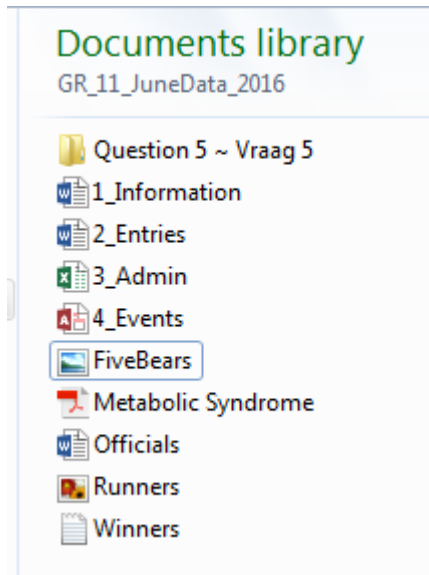 Documents library
GR_11_JuneData_2016
Question 5 ~ Vraag 5
1_Information
2_Entries
3_Admin
4_Events
FiveBears
Metabolic Syndrome
Officials
Runners
Winners